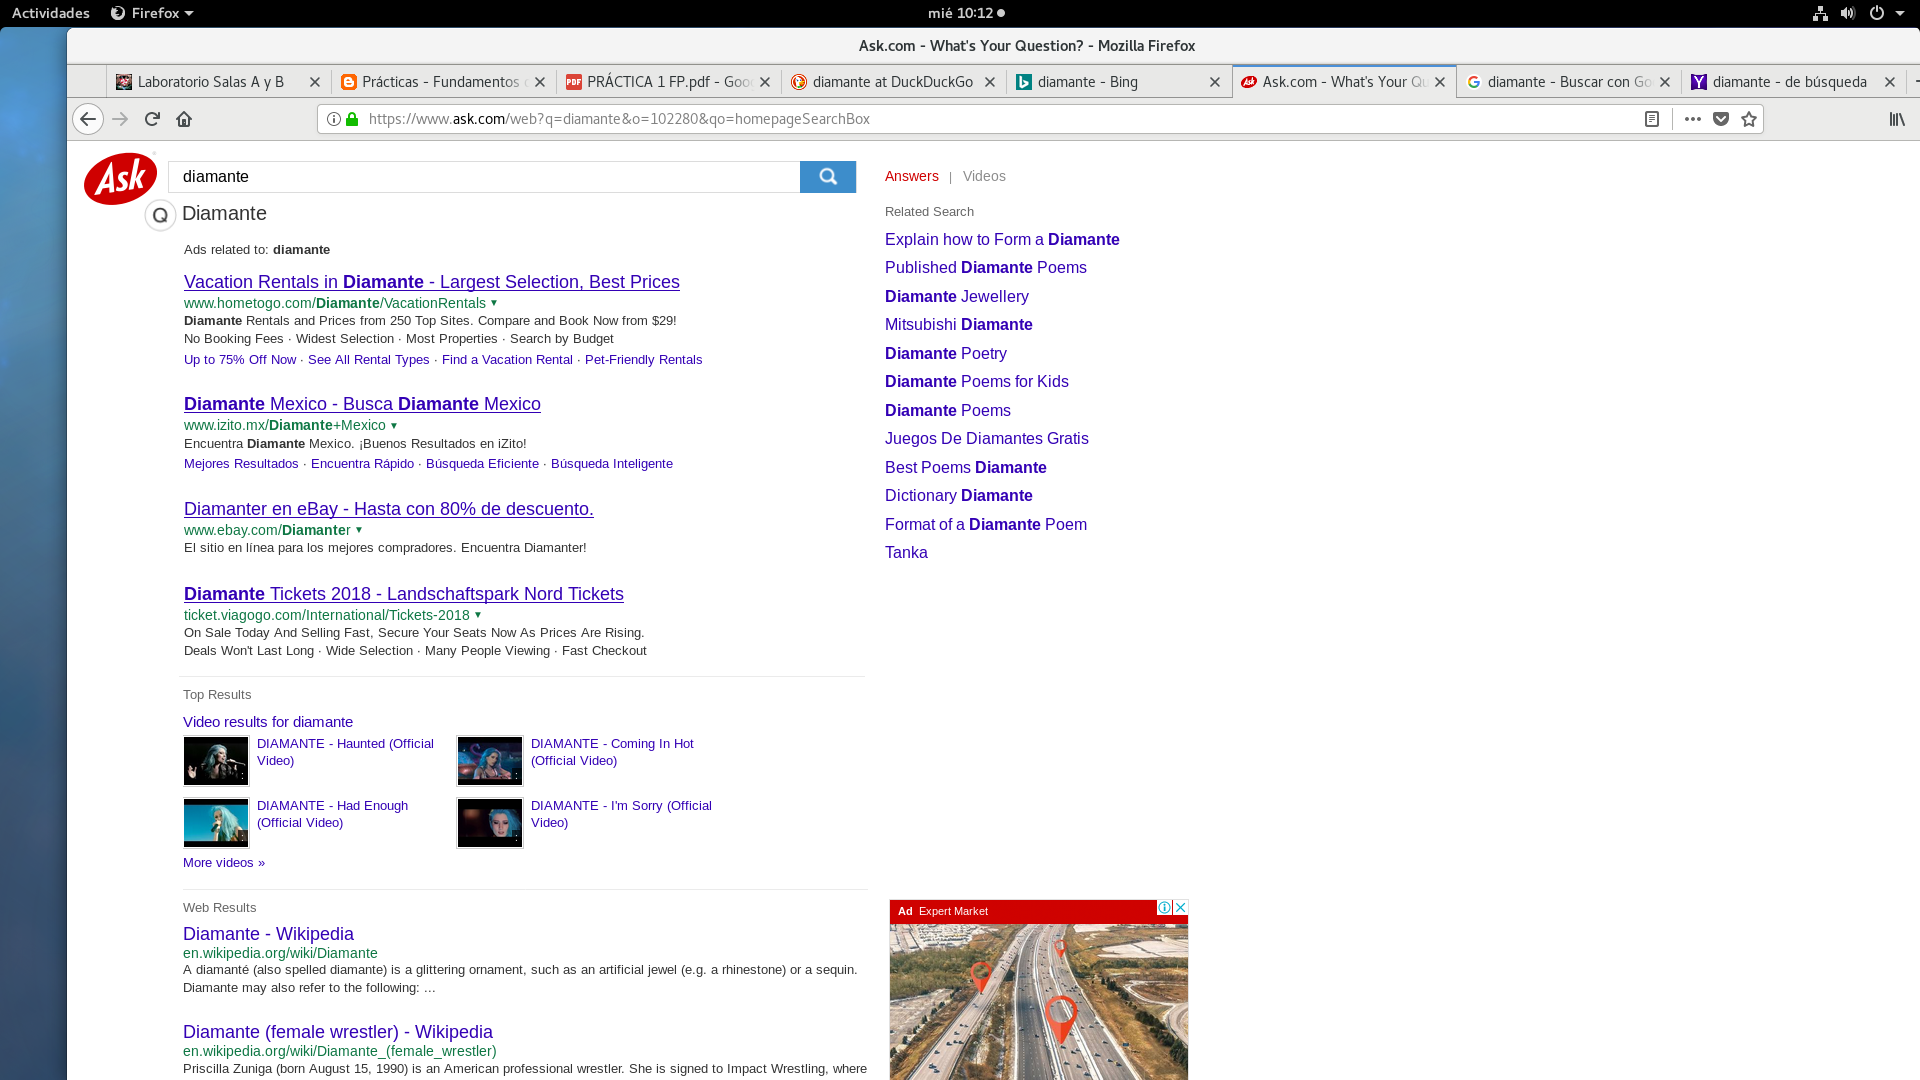 Actividades
Firefox
mié 10:12
Ask.com - What's Your Question? - Mozilla Firefox
Laboratorio Salas A y B
Prácticas - Fundamentos
PRÁCTICA 1 FP.pdf - Goo
diamante at DuckDuckGo
diamante - Bing
Ask.com - What's Your Qu
diamante - Buscar con Go
diamante - de búsqueda
https://www.ask.com/web?q=diamante&o=102280&qo=homepageSearchBox
Ask
diamante
Answers | Videos
Q
Diamante
Ads related to: diamante
Vacation Rentals in Diamante - Largest Selection, Best Prices
www.hometogo.com/Diamante/VacationRentals ▼
Diamante Rentals and Prices from 250 Top Sites. Compare and Book Now from $29!
No Booking Fees · Widest Selection · Most Properties · Search by Budget
Up to 75% Off Now · See All Rental Types · Find a Vacation Rental · Pet-Friendly Rentals
Diamante Mexico - Busca Diamante Mexico
www.izito.mx/Diamante+Mexico ▼
Encuentra Diamante Mexico. ¡Buenos Resultados en iZito!
Mejores Resultados · Encuentra Rápido · Búsqueda Eficiente · Búsqueda Inteligente
Diamanter en eBay - Hasta con 80% de descuento.
www.ebay.com/Diamanter ▼
El sitio en línea para los mejores compradores. Encuentra Diamanter!
Diamante Tickets 2018 - Landschaftspark Nord Tickets
ticket.viagogo.com/International/Tickets-2018 ▼
On Sale Today And Selling Fast, Secure Your Seats Now As Prices Are Rising.
Deals Won't Last Long · Wide Selection · Many People Viewing · Fast Checkout
Top Results
Video results for diamante
DIAMANTE - Haunted (Official
Video)
DIAMANTE - Coming In Hot
(Official Video)
DIAMANTE - Had Enough
(Official Video)
DIAMANTE - I'm Sorry (Official
Video)
More videos »
Web Results
Diamante - Wikipedia
en.wikipedia.org/wiki/Diamante
A diamanté (also spelled diamante) is a glittering ornament, such as an artificial jewel (e.g. a rhinestone) or a sequin.
Diamante may also refer to the following: ...
Diamante (female wrestler) - Wikipedia
en.wikipedia.org/wiki/Diamante_(female_wrestler)
Priscilla Zuniga (born August 15, 1990) is an American professional wrestler. She is signed to Impact Wrestling, where
Related Search
Explain how to Form a Diamante
Published Diamante Poems
Diamante Jewellery
Mitsubishi Diamante
Diamante Poetry
Diamante Poems for Kids
Diamante Poems
Juegos De Diamantes Gratis
Best Poems Diamante
Dictionary Diamante
Format of a Diamante Poem
Tanka
Ad Expert Market